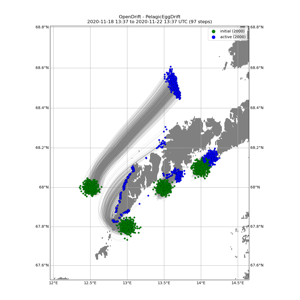 OpenDrift - PelagicEggDrift
2020-11-18 13:37 to 2020-11-22 13:37 UTC (97 steps)
initial (2000)
active (2000)
68.8°N 68.8°N
68.6°N 68.6°N
68.4°N 68.4°N
68.2°N 68.2°N
68°N 68°N
67.8°N 67.8°N
67.6°N 67.6°N
12°E 12.5°E 13°E 13.5°E 14°E 14.5°E